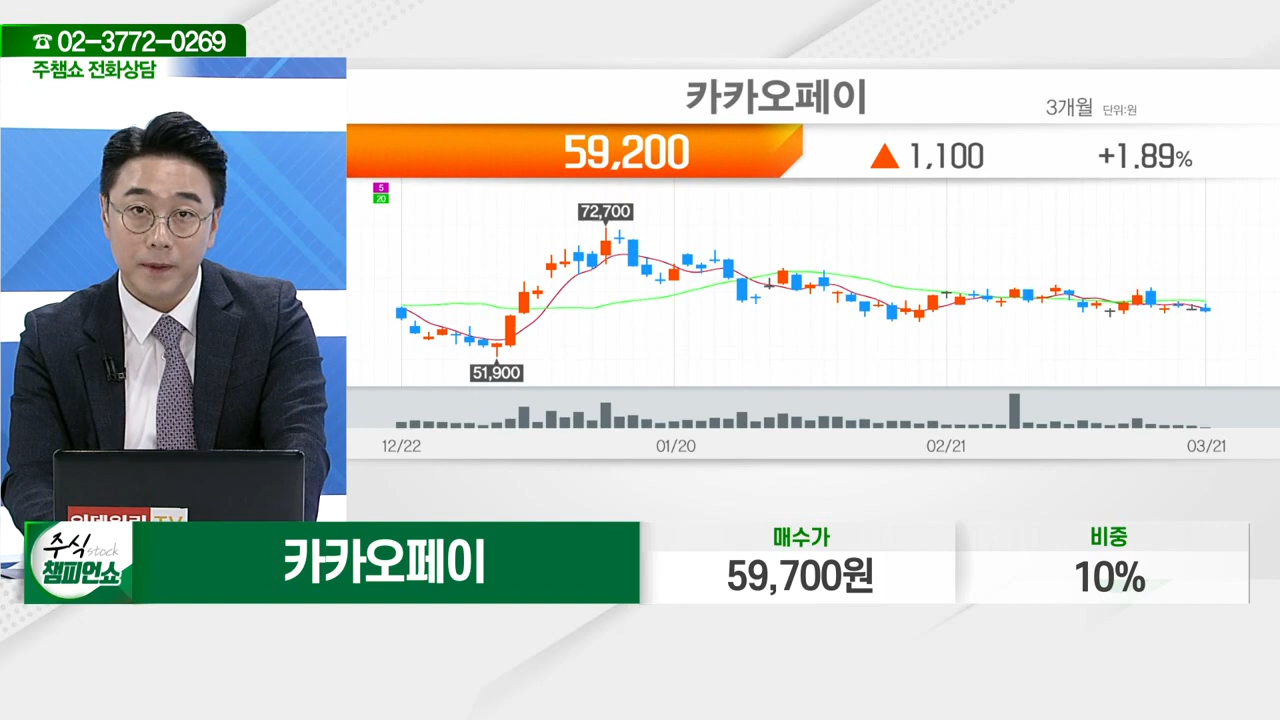 ☎ 02-3772-0269
주챔쇼 전화상담
카카오페이
3개월 단위:원
59,200 ▲ 1,100 +1.89%
5
20
72,700
51,900
12/22 01/20 02/21 03/21
TV
주식 stock
챔피언쇼
카카오페이
매수가
59,700원
비중
10%